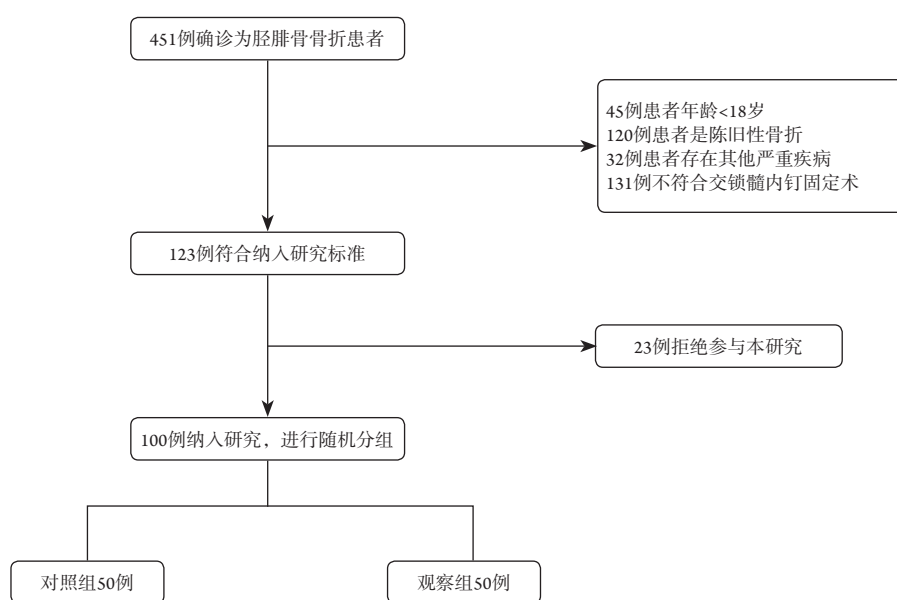 451例确诊为胫腓骨骨折患者
45例患者年龄<18岁
120例患者是陈旧性骨折
32例患者存在其他严重疾病
131例不符合交锁髓内钉固定术
123例符合纳入研究标准
23例拒绝参与本研究
100例纳入研究，进行随机分组
对照组50例
观察组50例